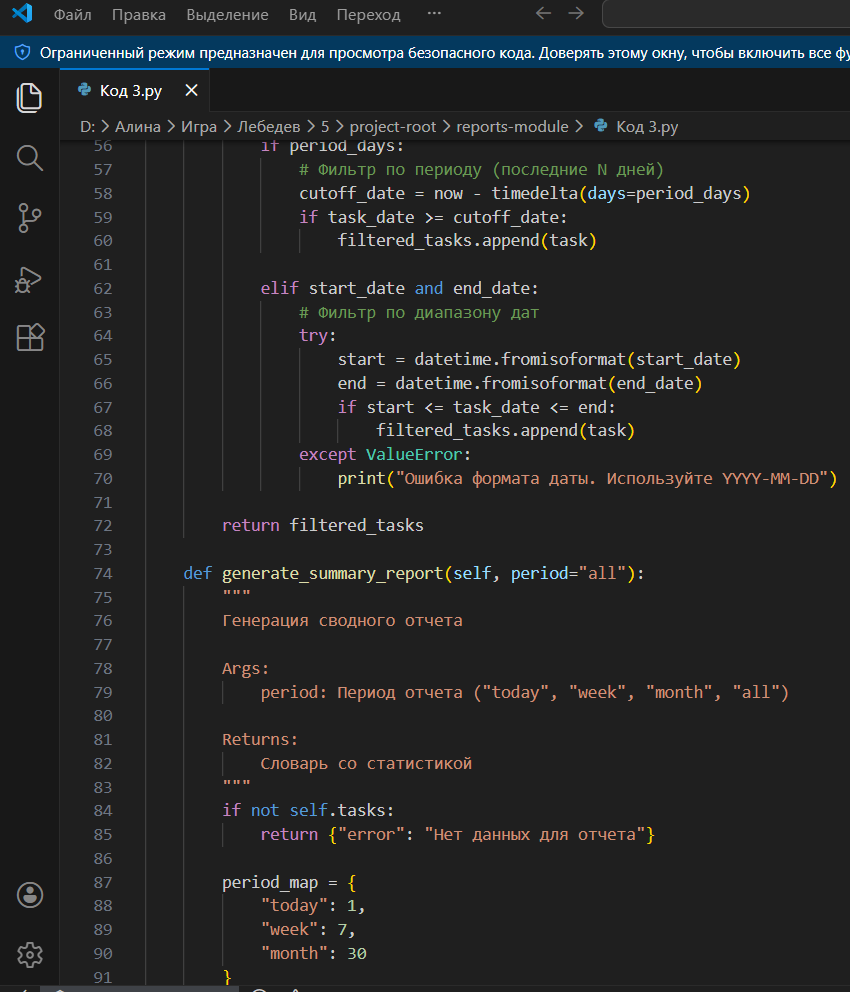 Файл Правка Выделение Вид Переход ···
Ограниченный режим предназначен для просмотра безопасного кода. Доверять этому окну, чтобы включить все фу
Код 3.py
D: > Алина > Игра > Лебедев > 5 > project-root > reports-module > Код 3.py
56 if period_days:
57 # Фильтр по периоду (последние N дней)
58 cutoff_date = now - timedelta(days=period_days)
59 if task_date >= cutoff_date:
60 filtered_tasks.append(task)
61
62 elif start_date and end_date:
63 # Фильтр по диапазону дат
64 try:
65 start = datetime.fromisoformat(start_date)
66 end = datetime.fromisoformat(end_date)
67 if start <= task_date <= end:
68 filtered_tasks.append(task)
69 except ValueError:
70 print("Ошибка формата даты. Используйте YYYY-MM-DD")
71
72 return filtered_tasks
73
74 def generate_summary_report(self, period="all"):
75 """
76 Генерация сводного отчета
77
78 Args:
79 period: Период отчета ("today", "week", "month", "all")
80
81 Returns:
82 Словарь со статистикой
83 """
84 if not self.tasks:
85 return {"error": "Нет данных для отчета"}
86
87 period_map = {
88 "today": 1,
89 "week": 7,
90 "month": 30
91 }